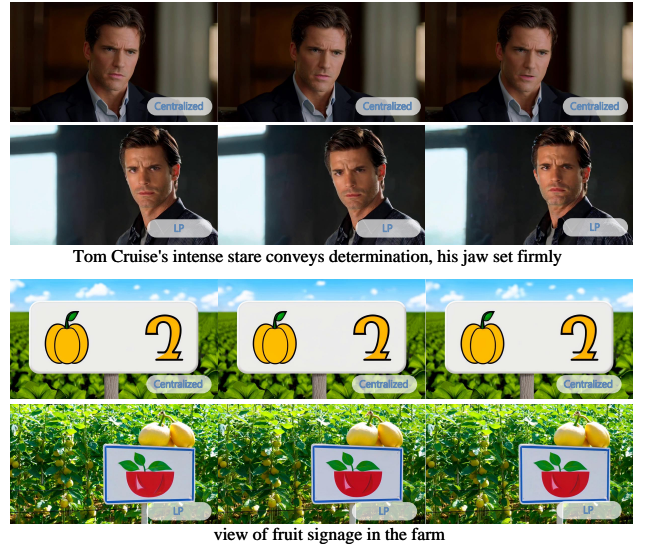 Centralized Centralized Centralized
LP LP LP
Tom Cruise's intense stare conveys determination, his jaw set firmly
Centralized Centralized Centralized
LP LP LP
view of fruit signage in the farm